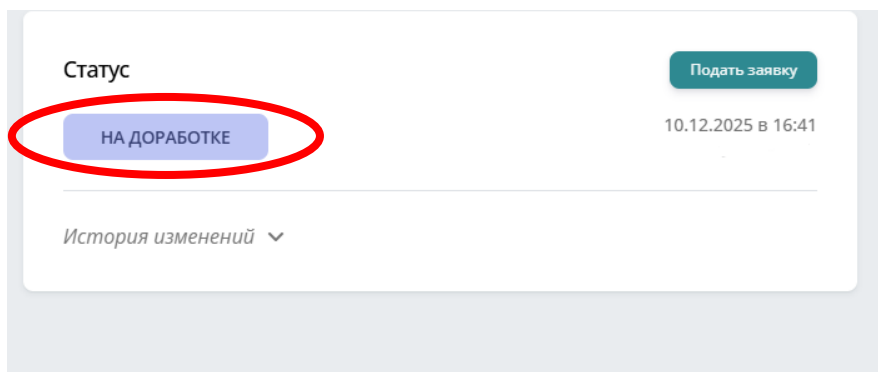 Статус
Подать заявку
НА ДОРАБОТКЕ
10.12.2025 в 16:41
История изменений